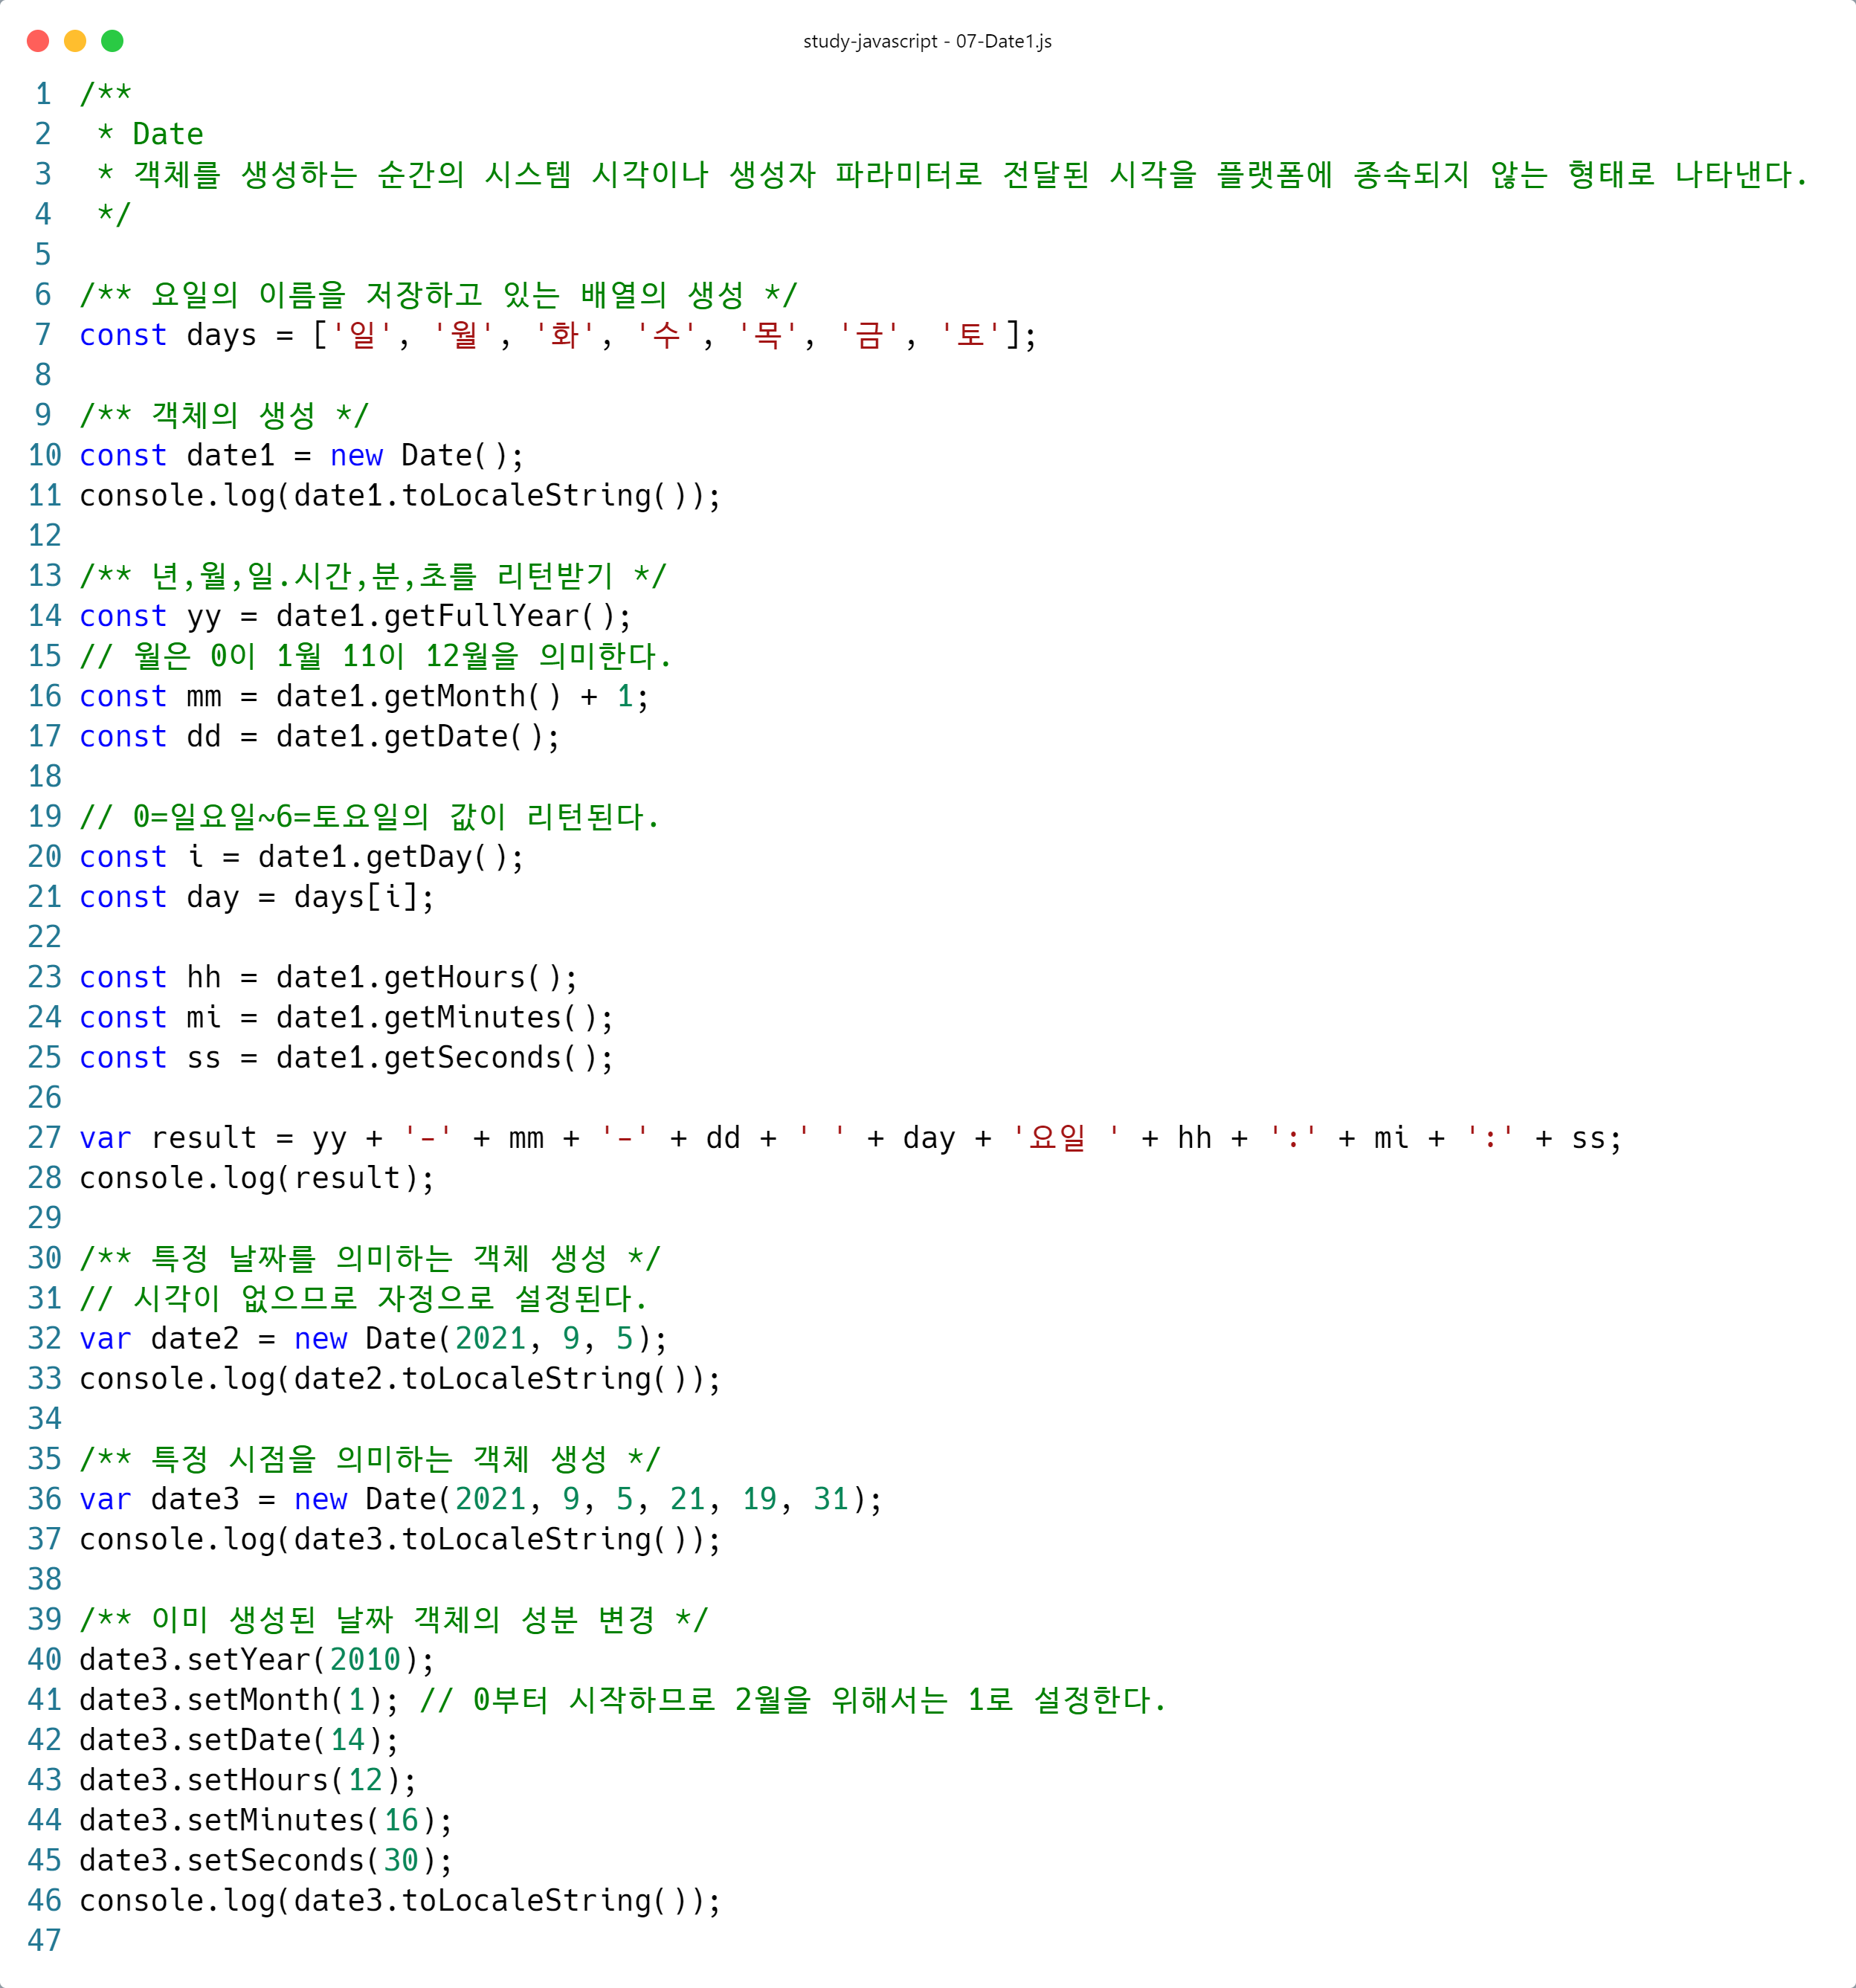 study-javascript - 07-Date1.js
1 /**
2  * Date
3  * 객체를 생성하는 순간의 시스템 시각이나 생성자 파라미터로 전달된 시각을 플랫폼에 종속되지 않는 형태로 나타낸다.
4  */
5
6 /** 요일의 이름을 저장하고 있는 배열의 생성 */
7 const days = ['일', '월', '화', '수', '목', '금', '토'];
8
9 /** 객체의 생성 */
10 const date1 = new Date();
11 console.log(date1.toLocaleString());
12
13 /** 년,월,일.시간,분,초를 리턴받기 */
14 const yy = date1.getFullYear();
15 // 월은 0이 1월 11이 12월을 의미한다.
16 const mm = date1.getMonth() + 1;
17 const dd = date1.getDate();
18
19 // 0=일요일~6=토요일의 값이 리턴된다.
20 const i = date1.getDay();
21 const day = days[i];
22
23 const hh = date1.getHours();
24 const mi = date1.getMinutes();
25 const ss = date1.getSeconds();
26
27 var result = yy + '-' + mm + '-' + dd + ' ' + day + '요일 ' + hh + ':' + mi + ':' + ss;
28 console.log(result);
29
30 /** 특정 날짜를 의미하는 객체 생성 */
31 // 시각이 없으므로 자정으로 설정된다.
32 var date2 = new Date(2021, 9, 5);
33 console.log(date2.toLocaleString());
34
35 /** 특정 시점을 의미하는 객체 생성 */
36 var date3 = new Date(2021, 9, 5, 21, 19, 31);
37 console.log(date3.toLocaleString());
38
39 /** 이미 생성된 날짜 객체의 성분 변경 */
40 date3.setYear(2010);
41 date3.setMonth(1); // 0부터 시작하므로 2월을 위해서는 1로 설정한다.
42 date3.setDate(14);
43 date3.setHours(12);
44 date3.setMinutes(16);
45 date3.setSeconds(30);
46 console.log(date3.toLocaleString());
47